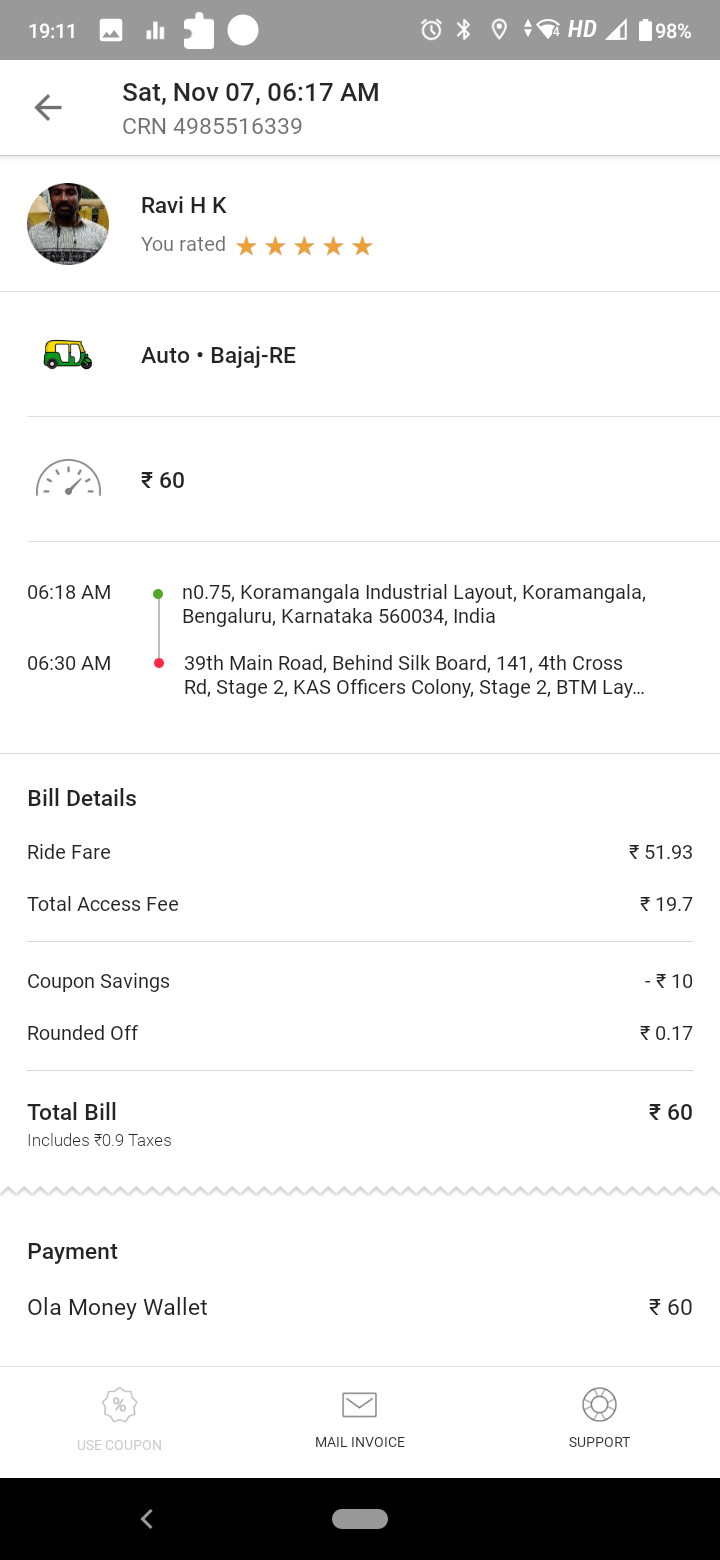 19:11
4 HD 98%
Sat, Nov 07, 06:17 AM
CRN 4985516339
Ravi H K
You rated
Auto • Bajaj-RE
₹ 60
06:18 AM n0.75, Koramangala Industrial Layout, Koramangala,
Bengaluru, Karnataka 560034, India
06:30 AM 39th Main Road, Behind Silk Board, 141, 4th Cross
Rd, Stage 2, KAS Officers Colony, Stage 2, BTM Lay...
Bill Details
Ride Fare ₹ 51.93
Total Access Fee ₹ 19.7
Coupon Savings - ₹ 10
Rounded Off ₹ 0.17
Total Bill ₹ 60
Includes ₹0.9 Taxes
Payment
Ola Money Wallet ₹ 60
%
USE COUPON MAIL INVOICE SUPPORT